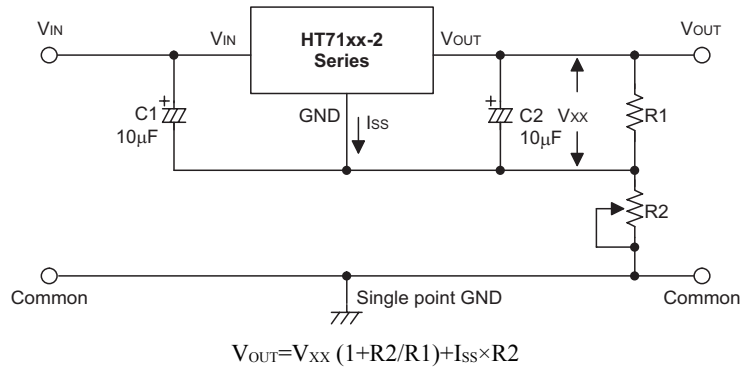 VIN VIN HT71xx-2 VOUT VOUT
Series
GND ISS
C1 10μF
C2 10μF
VXX
R1
R2
Common Single point GND Common
VOUT=VXX (1+R2/R1)+ISS×R2